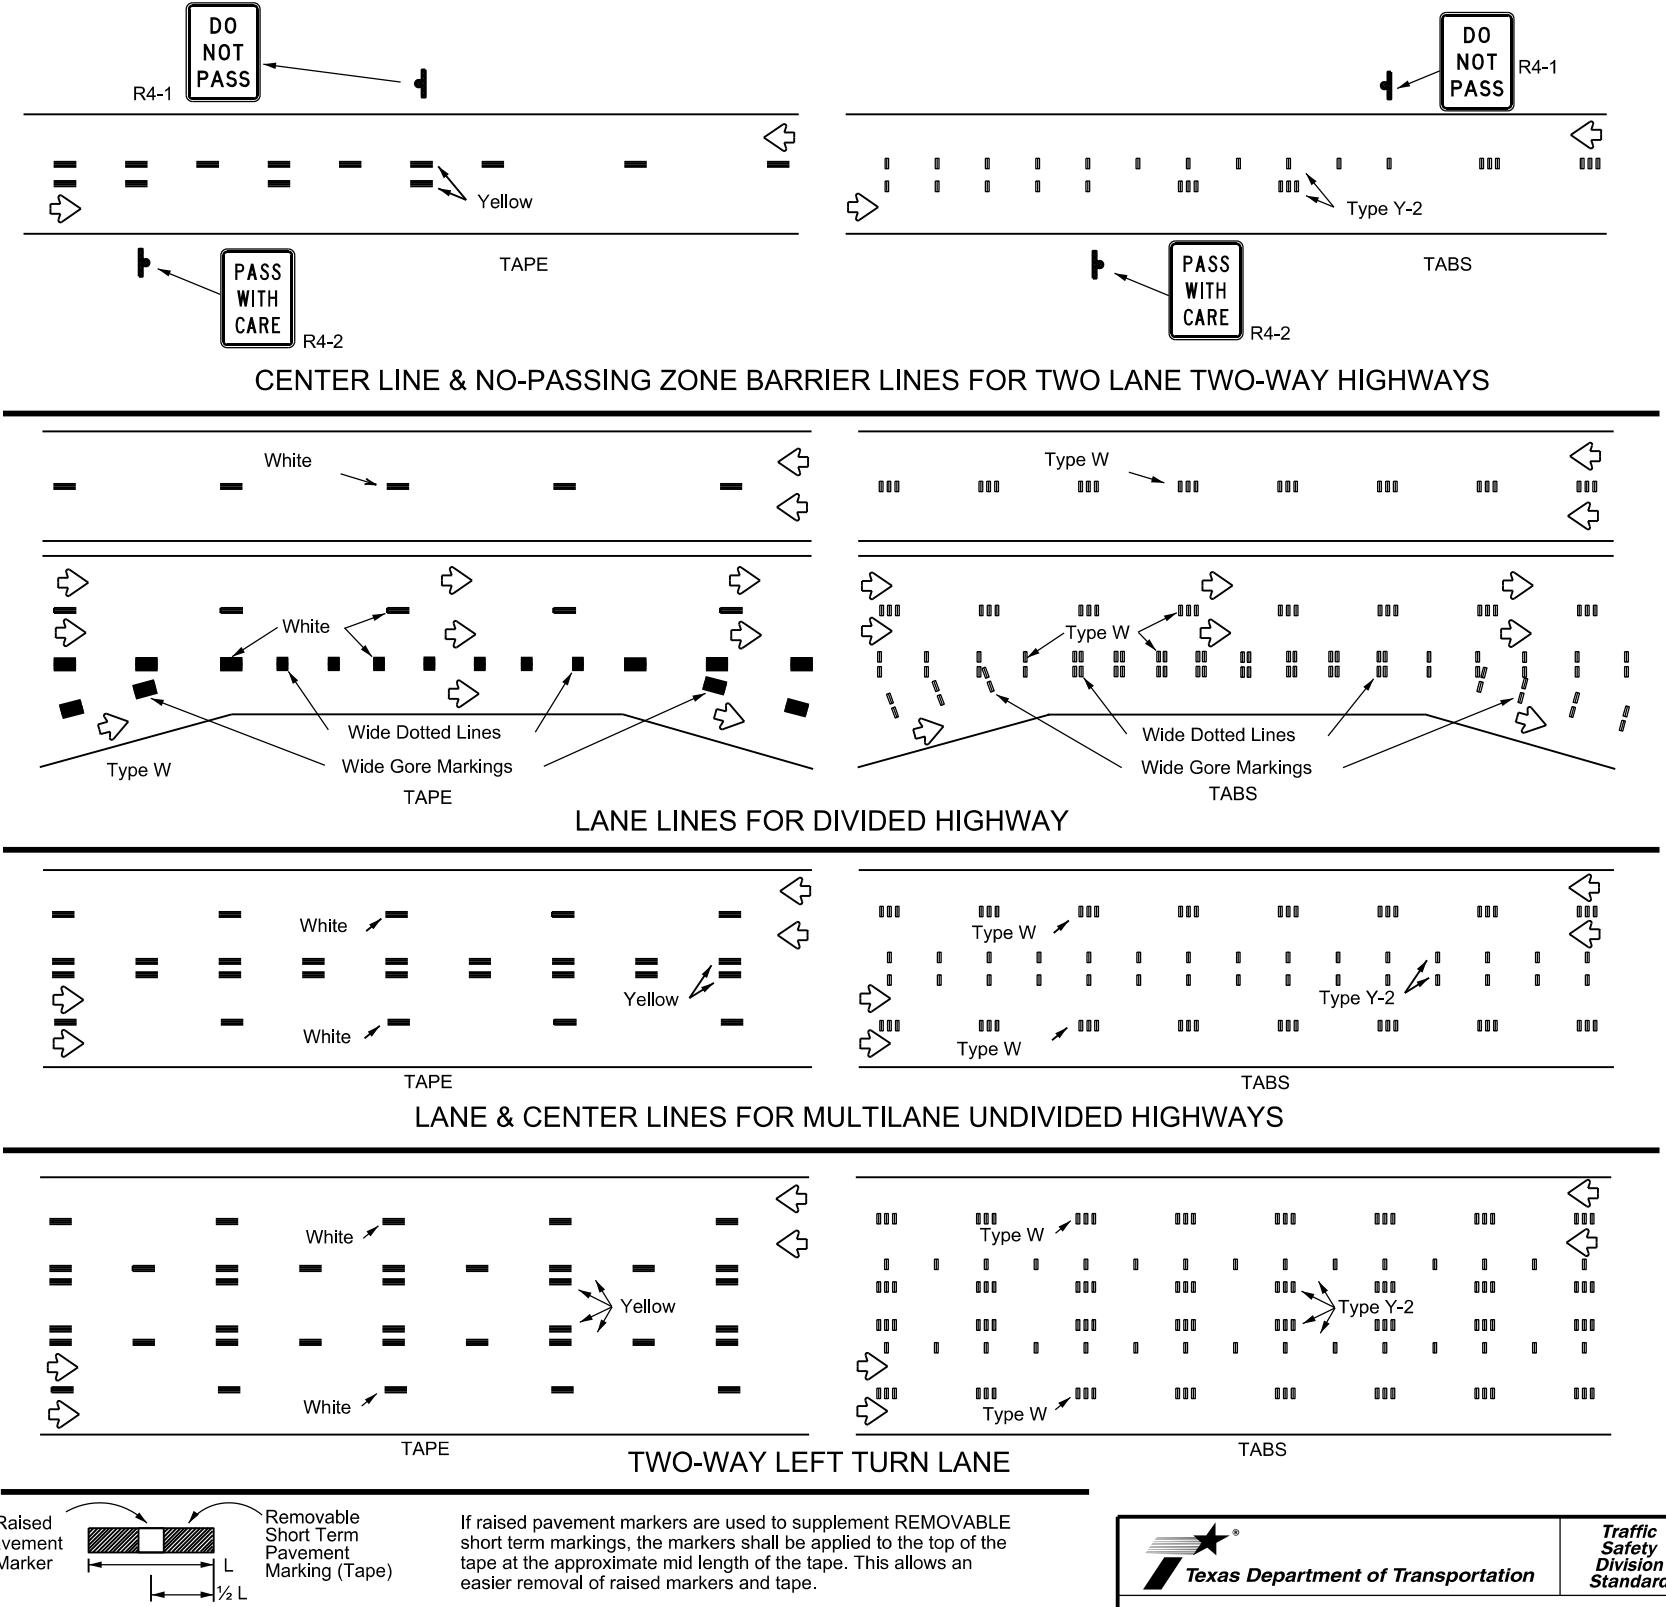 DO
NOT
PASS
R4-1
Yellow
PASS
WITH
CARE
R4-2
TAPE
DO
NOT
PASS
R4-1
Type Y-2
PASS
WITH
CARE
R4-2
TABS
CENTER LINE & NO-PASSING ZONE BARRIER LINES FOR TWO LANE TWO-WAY HIGHWAYS
White
White
Wide Dotted Lines
Wide Gore Markings
Type W
TAPE
Type W
Type W
Wide Dotted Lines
Wide Gore Markings
TABS
LANE LINES FOR DIVIDED HIGHWAY
White
Yellow
White
TAPE
Type W
Type Y-2
Type W
TABS
LANE & CENTER LINES FOR MULTILANE UNDIVIDED HIGHWAYS
White
Yellow
White
TAPE
Type W
Type Y-2
Type W
TABS
TWO-WAY LEFT TURN LANE
Raised
vement
Marker
L
½ L
Removable
Short Term
Pavement
Marking (Tape)
If raised pavement markers are used to supplement REMOVABLE
short term markings, the markers shall be applied to the top of the
tape at the approximate mid length of the tape. This allows an
easier removal of raised markers and tape.
®
Texas Department of Transportation
Traffic
Safety
Division
Standard